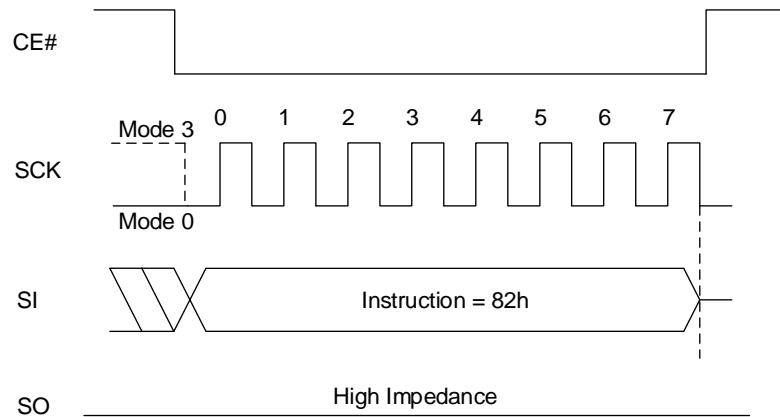 CE#
0 1 2 3 4 5 6 7
Mode 3
SCK
Mode 0
SI
Instruction = 82h
High Impedance
SO